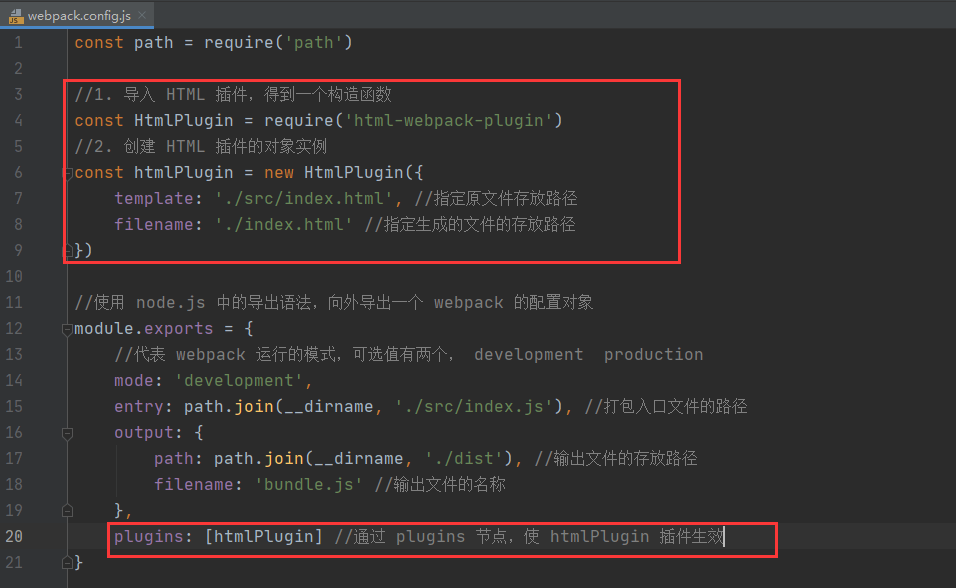 webpack.config.js
1 const path = require('path')
2
3 //1. 导入 HTML 插件，得到一个构造函数
4 const HtmlPlugin = require('html-webpack-plugin')
5 //2. 创建 HTML 插件的对象实例
6 const htmlPlugin = new HtmlPlugin({
7     template: './src/index.html', //指定原文件存放路径
8     filename: './index.html' //指定生成的文件的存放路径
9 })
10
11 //使用 node.js 中的导出语法，向外导出一个 webpack 的配置对象
12 module.exports = {
13     //代表 webpack 运行的模式，可选值有两个， development  production
14     mode: 'development',
15     entry: path.join(__dirname, './src/index.js'), //打包入口文件的路径
16     output: {
17         path: path.join(__dirname, './dist'), //输出文件的存放路径
18         filename: 'bundle.js' //输出文件的名称
19     },
20     plugins: [htmlPlugin] //通过 plugins 节点，使 htmlPlugin 插件生效
21 }